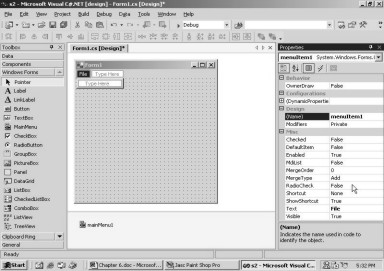 s2 - Microsoft Visual C#.NET [design] - Form1.cs [Design]*
File Edit View Project Build Debug Data Tools Window Help
Debug
Toolbox
Data
Components
Windows Forms
Pointer
Label
LinkLabel
Button
TextBox
MainMenu
CheckBox
RadioButton
GroupBox
PictureBox
Panel
DataGrid
ListBox
CheckedListBox
ComboBox
ListView
TreeView
Clipboard Ring
General
Form1.cs [Design]*
Form1
File Type Here
Type Here
mainMenu1
Properties
menuItem1 System.Windows.Forms.
Behavior
OwnerDraw False
Configurations
(DynamicPropertie
Design
(Name) menuItem1
Modifiers Private
Misc
Checked False
DefaultItem False
Enabled True
MdiList False
MergeOrder 0
MergeType Add
RadioCheck False
Shortcut None
ShowShortcut True
Text File
Visible True
(Name)
Indicates the name used in code to
identify the object.
Start
Chapter 6.doc - Microsof...
Jasc Paint Shop Pro
s2 - Microsoft Visual...
5:32 PM